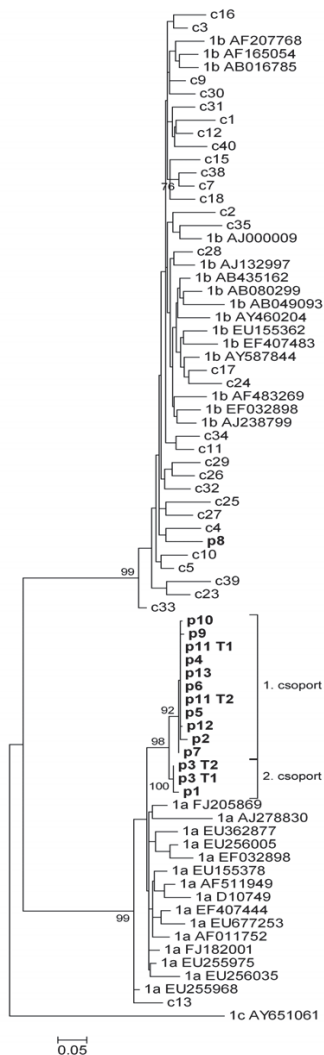 c16
c3
1b AF207768
1b AF165054
1b AB016785
c9
c30
c31
c1
c12
c40
c15
c38
76
c7
c18
c2
c35
1b AJ000009
c28
1b AJ132997
1b AB435162
1b AB080299
1b AB049093
1b AY460204
1b EU155362
1b EF407483
1b AY587844
c17
c24
1b AF483269
1b EF032898
1b AJ238799
c34
c11
c29
c26
c32
c25
c27
c4
p8
c10
c5
99
c39
c23
c33
p10
p9
p11 T1
p4
p13
1. csoport
p6
p11 T2
92
p5
p12
p2
98
p7
p3 T2
p3 T1
2. csoport
100
p1
1a FJ205869
1a AJ278830
1a EU362877
1a EU256005
1a EF032898
1a EU155378
1a AF511949
1a D10749
1a EF407444
99
1a EU677253
1a AF011752
1a FJ182001
1a EU255975
1a EU256035
1a EU255968
c13
1c AY651061
0.05